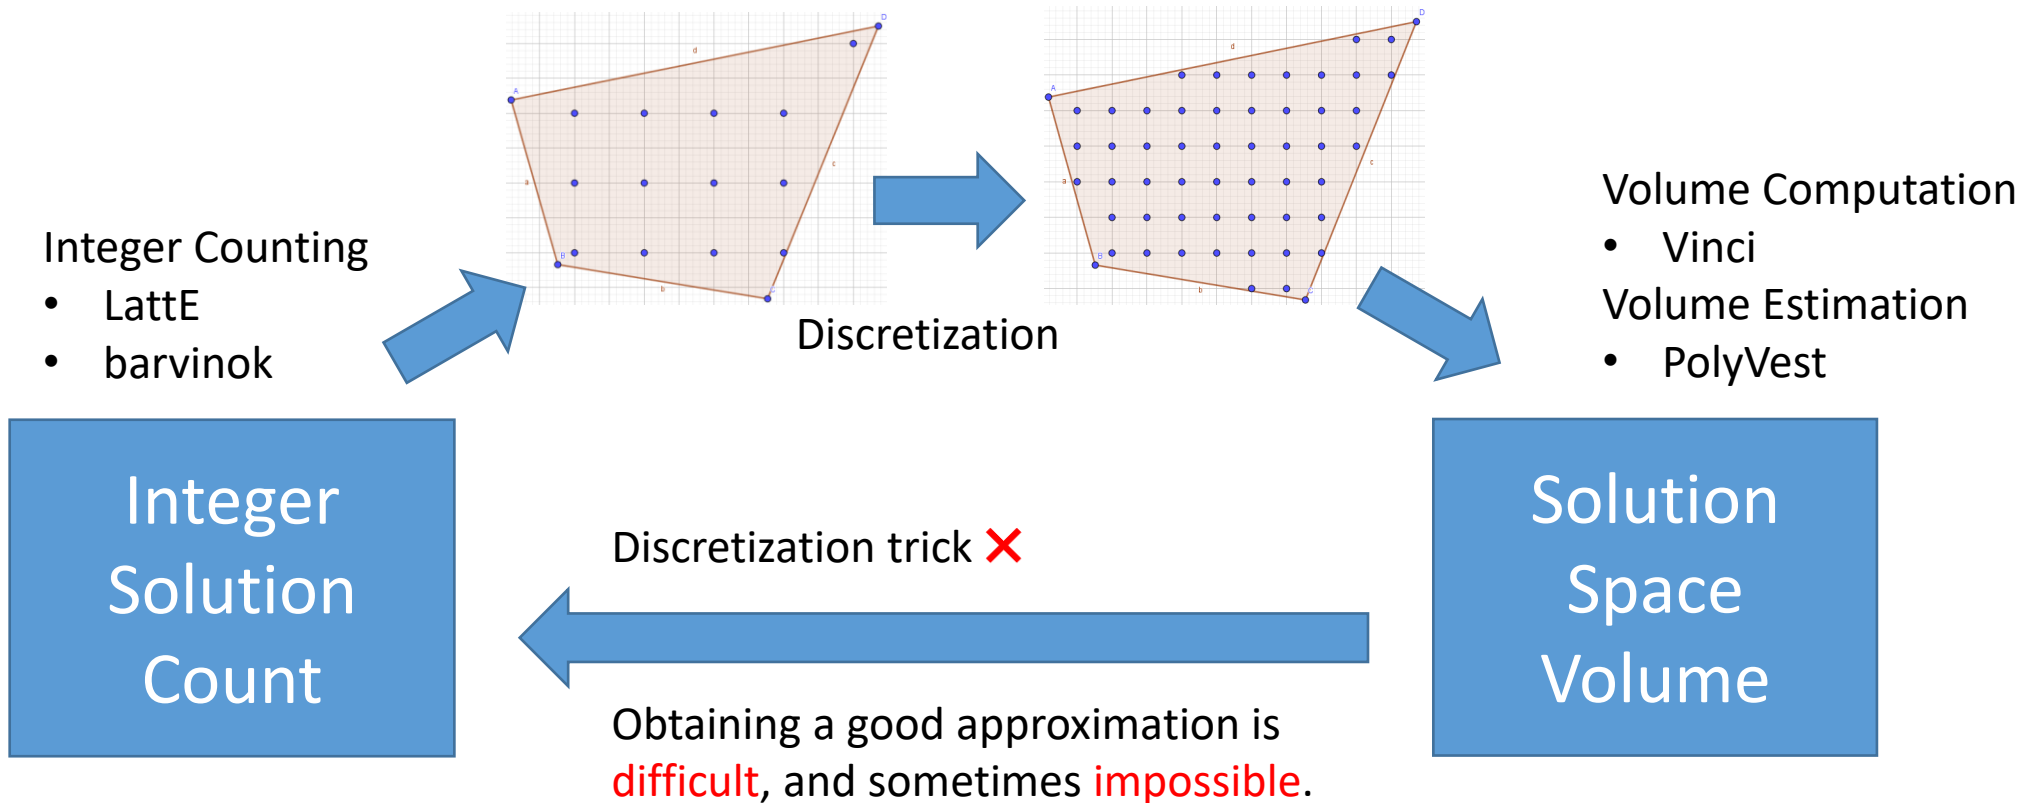 Integer Counting
• LattE
• barvinok
A
D
d
a
c
B
b
A
D
d
a
c
B
b
Discretization
Volume Computation
• Vinci
Volume Estimation
• PolyVest
Integer
Solution
Count
Discretization trick ❌
Obtaining a good approximation is
difficult, and sometimes impossible.
Solution
Space
Volume